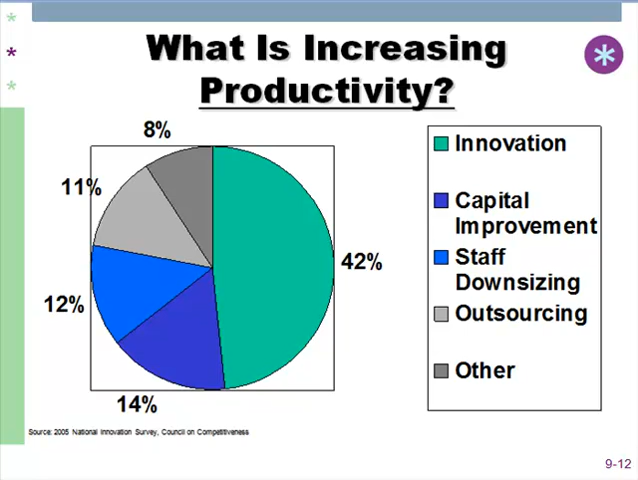 What Is Increasing
Productivity?
8%
11%
42%
12%
14%
Innovation
Capital
Improvement
Staff
Downsizing
Outsourcing
Other
Source: 2005 National Innovation Survey, Council on Competitiveness
9-12